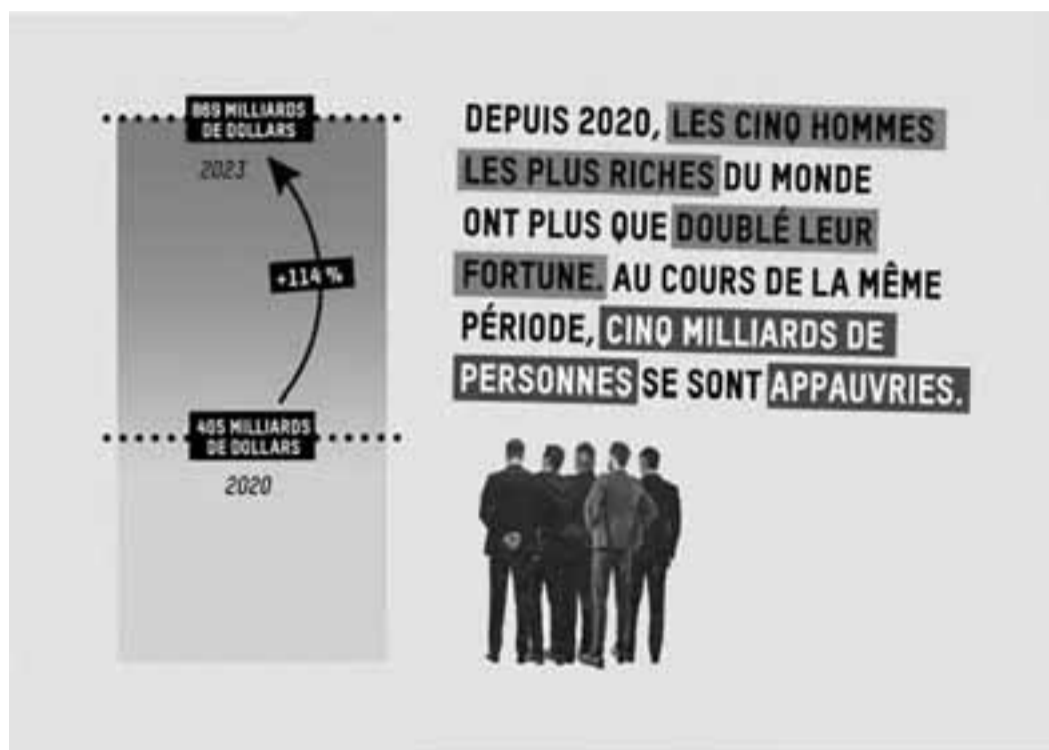 869 MILLIARDS
DE DOLLARS
2023
+114 %
405 MILLIARDS
DE DOLLARS
2020
DEPUIS 2020, LES CINQ HOMMES
LES PLUS RICHES DU MONDE
ONT PLUS QUE DOUBLÉ LEUR
FORTUNE. AU COURS DE LA MÊME
PÉRIODE, CINQ MILLIARDS DE
PERSONNES SE SONT APPAUVRIES.